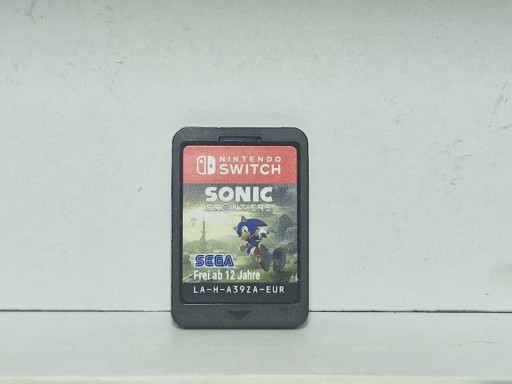 NINTENDO
SWITCH
SONIC
FRONTIERS
SEGA
Frei ab 12 Jahre
LA-H-A39ZA-EUR